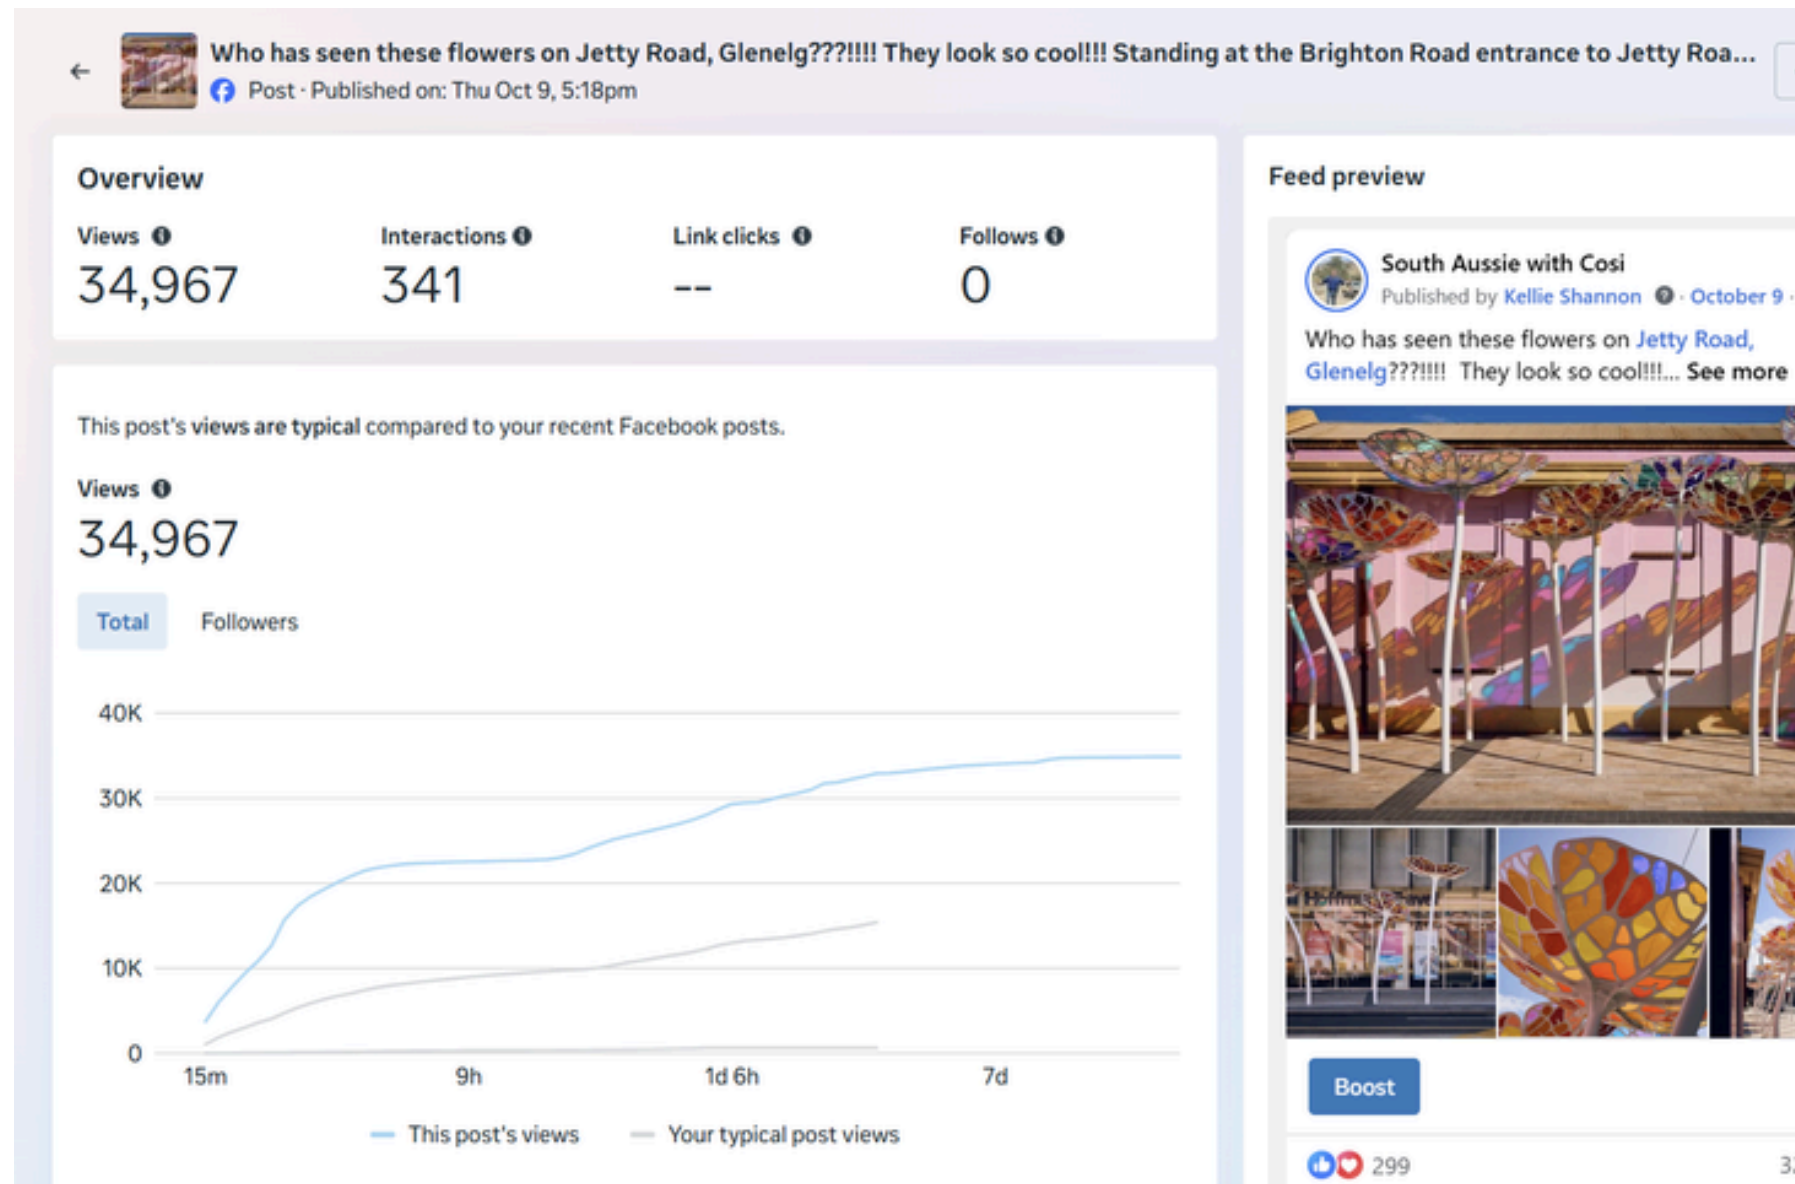 Who has seen these flowers on Jetty Road, Glenelg???!!!! They look so cool!!! Standing at the Brighton Road entrance to Jetty Roa...
Post · Published on: Thu Oct 9, 5:18pm
Overview
Views
Interactions
Link clicks
Follows
34,967
341
--
0
This post's views are typical compared to your recent Facebook posts.
Views
34,967
Total
Followers
40K
30K
20K
10K
0
15m
9h
1d 6h
7d
This post's views
Your typical post views
Feed preview
South Aussie with Cosi
Published by Kellie Shannon · October 9 ·
Who has seen these flowers on Jetty Road,
Glenelg???!!!! They look so cool!!!... See more
Boost
299